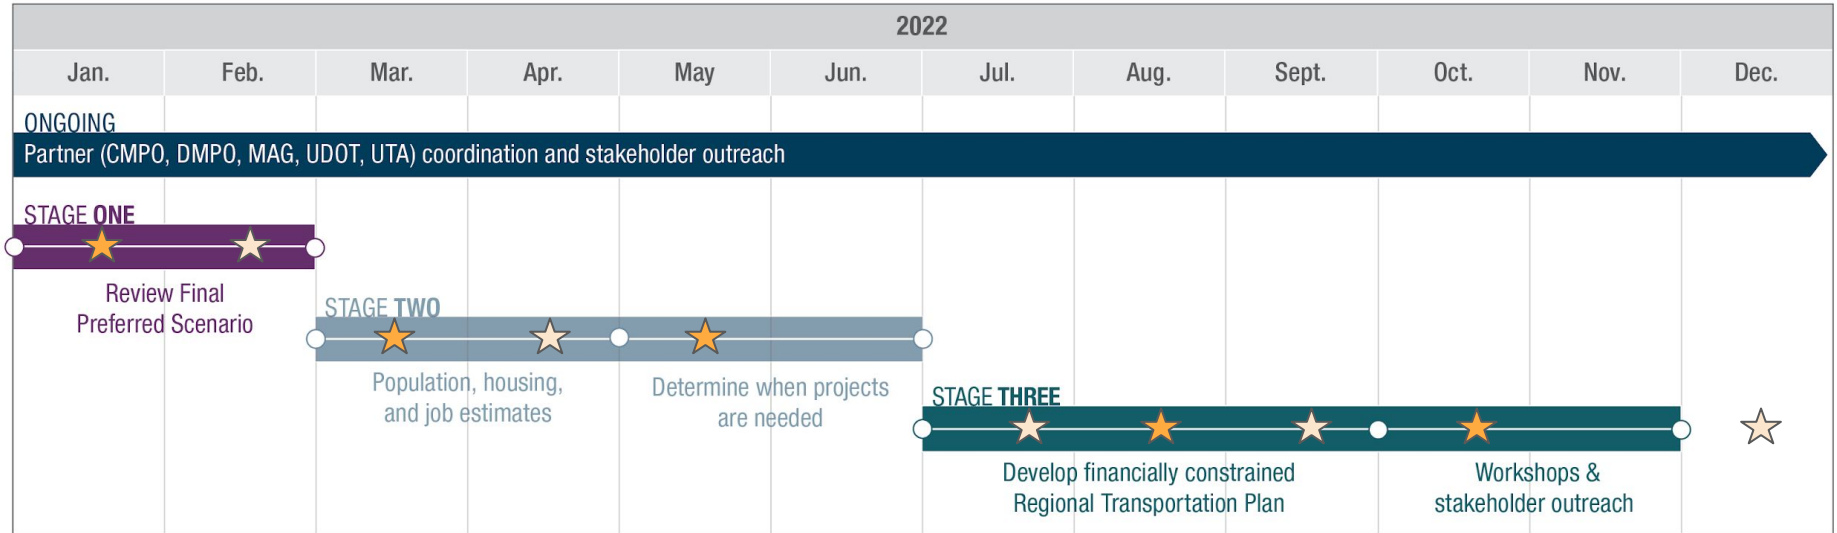 2022
Jan. Feb. Mar. Apr. May Jun. Jul. Aug. Sept. Oct. Nov. Dec.
ONGOING
Partner (CMPO, DMPO, MAG, UDOT, UTA) coordination and stakeholder outreach
STAGE ONE
Review Final
Preferred Scenario
STAGE TWO
Population, housing,
and job estimates
Determine when projects
are needed
STAGE THREE
Develop financially constrained
Regional Transportation Plan
Workshops &
stakeholder outreach